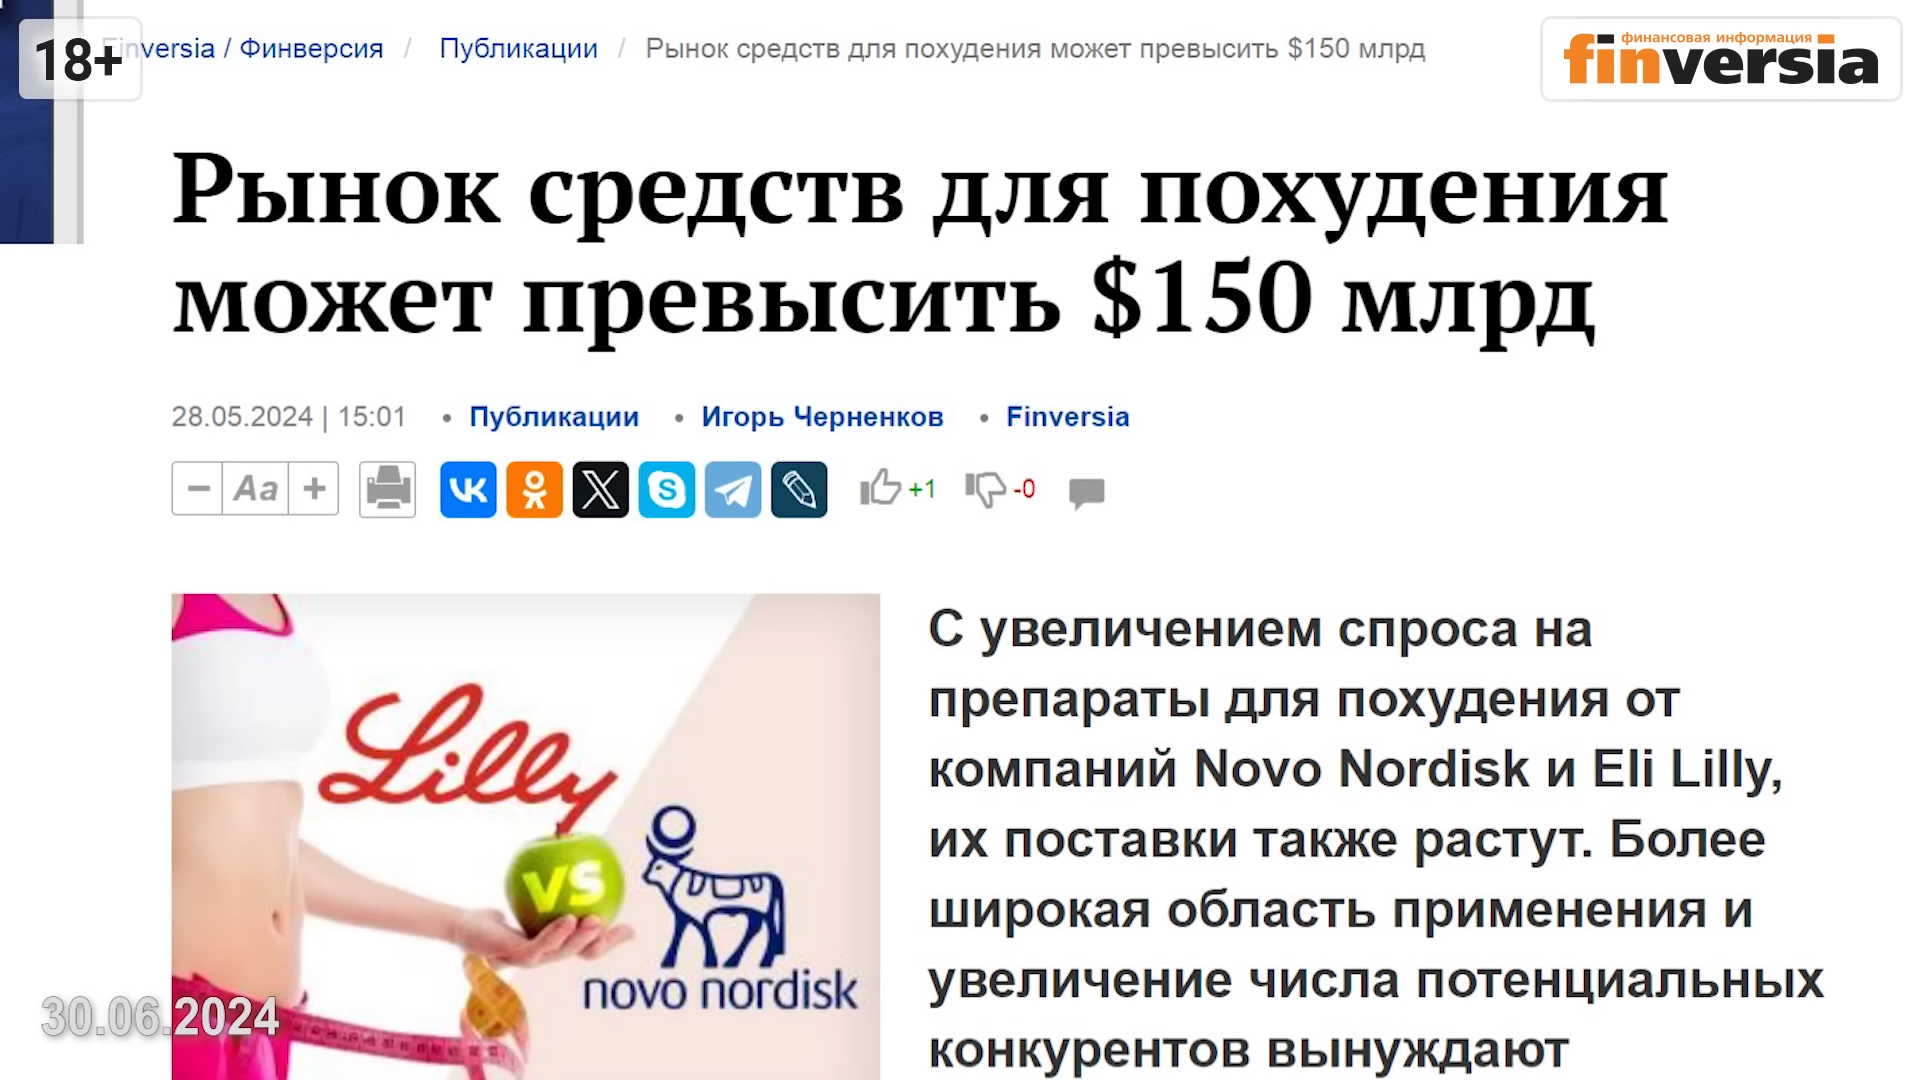 18+
Finversia / Финверсия / Публикации / Рынок средств для похудения может превысить $150 млрд
финансовая информация
finversia
Рынок средств для похудения
может превысить $150 млрд
28.05.2024 | 15:01 • Публикации • Игорь Черненков • Finversia
− Aa + +1 -0
Lilly
vs
novo nordisk
С увеличением спроса на
препараты для похудения от
компаний Novo Nordisk и Eli Lilly,
их поставки также растут. Более
широкая область применения и
увеличение числа потенциальных
конкурентов вынуждают
30.06.2024